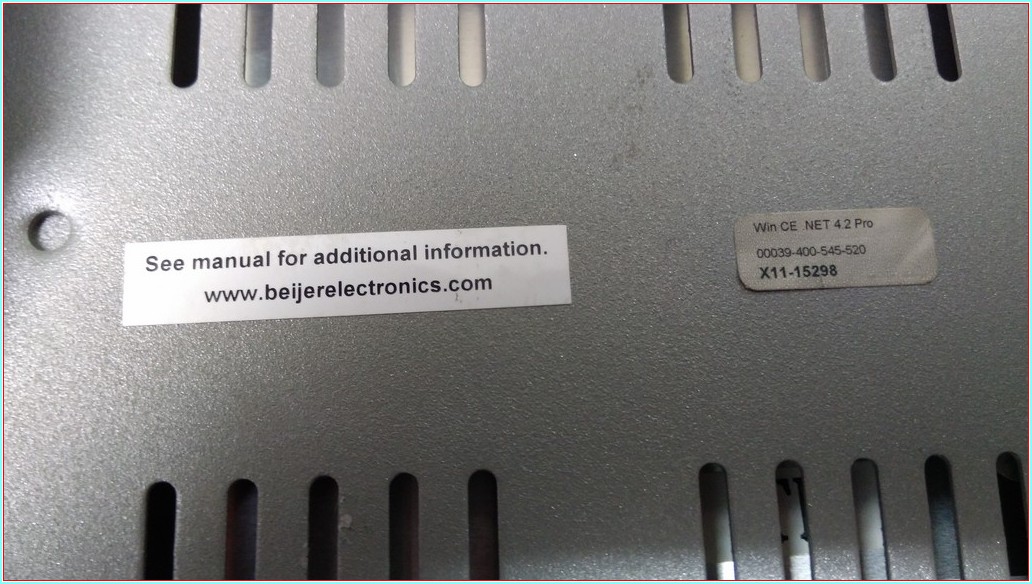 See manual for additional information.
www.beijerelectronics.com
Win CE .NET 4.2 Pro
00039-400-545-520
X11-15298